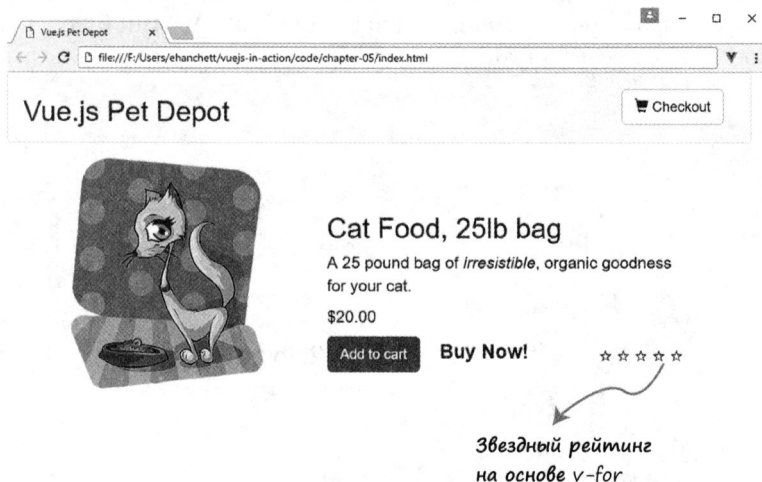 Vue.js Pet Depot
file:///F:/Users/ehanchett/vuejs-in-action/code/chapter-05/index.html
Vue.js Pet Depot
Checkout
Cat Food, 25lb bag
A 25 pound bag of irresistible, organic goodness
for your cat.
$20.00
Add to cart Buy Now! ☆ ☆ ☆ ☆ ☆
Звездный рейтинг
на основе v-for